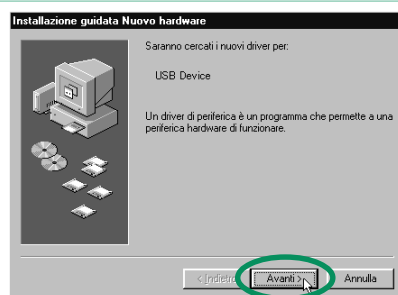 Installazione guidata Nuovo hardware
Saranno cercati i nuovi driver per:
USB Device
Un driver di periferica è un programma che permette a una
periferica hardware di funzionare.
< Indietro Avanti > Annulla